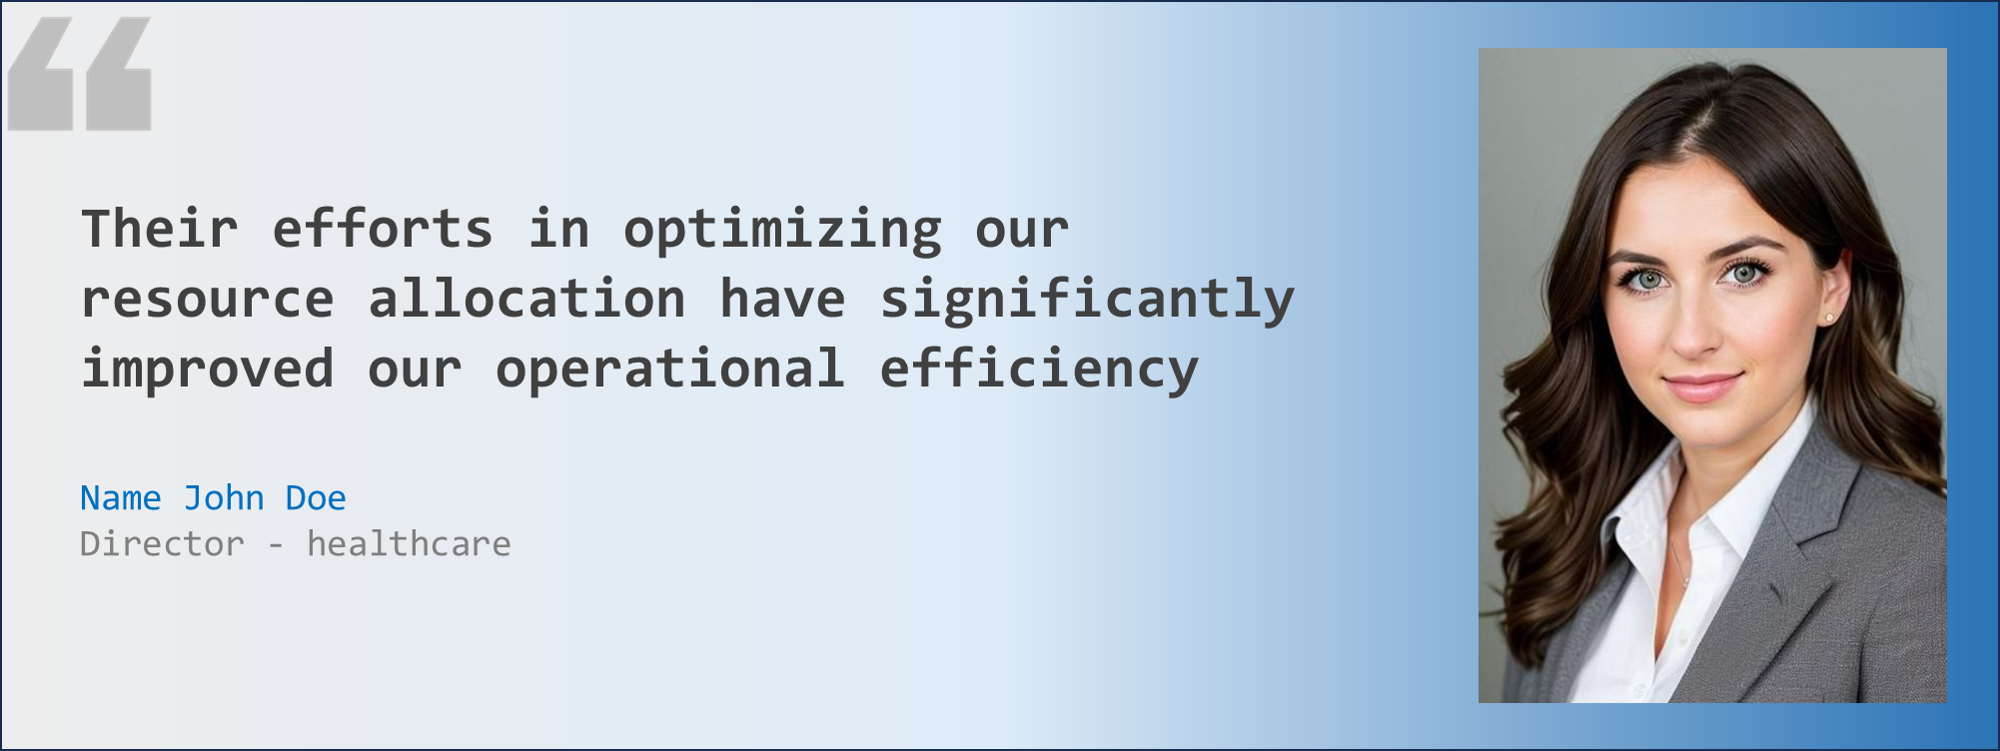 “
Their efforts in optimizing our
resource allocation have significantly
improved our operational efficiency
Name John Doe
Director - healthcare